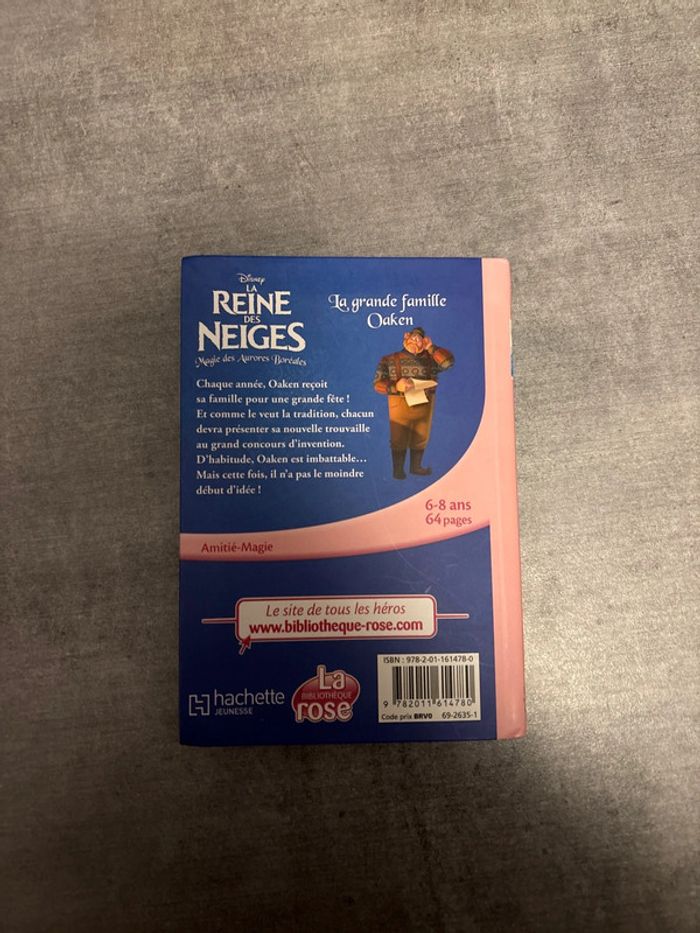 Disney
LA
REINE
DES
NEIGES
Magie des Aurores Boréales
La grande famille
Oaken
Chaque année, Oaken reçoit
sa famille pour une grande fête !
Et comme le veut la tradition, chacun
devra présenter sa nouvelle trouvaille
au grand concours d'invention.
D'habitude, Oaken est imbattable...
Mais cette fois, il n'a pas le moindre
début d'idée !
6-8 ans
64 pages
Amitié-Magie
Le site de tous les héros
www.bibliotheque-rose.com
hachette
JEUNESSE
La
BIBLIOTHÈQUE
rose
ISBN : 978-2-01-161478-0
9 782011 614780
Code prix BRV0 69-2635-1